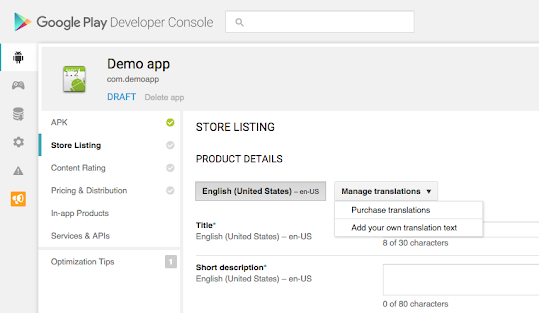 Google Play Developer Console
Demo app
com.demoapp
DRAFT Delete app
APK
Store Listing
Content Rating
Pricing & Distribution
In-app Products
Services & APIs
Optimization Tips 1
STORE LISTING
PRODUCT DETAILS
English (United States) – en-US Manage translations
Purchase translations
Add your own translation text
Title*
English (United States) – en-US
8 of 30 characters
Short description*
English (United States) – en-US
0 of 80 characters